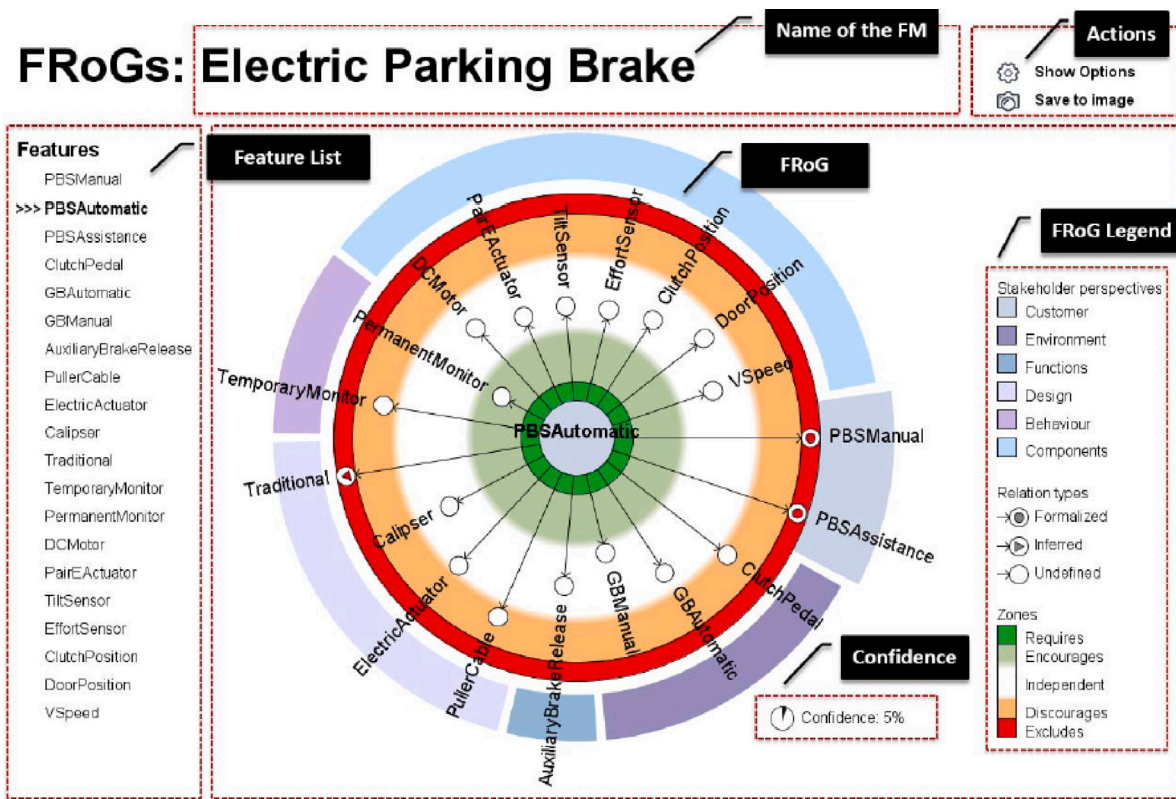 Name of the FM
Actions
FRoGs: Electric Parking Brake
Show Options
Save to image
Features
PBSManual
>>> PBSAutomatic
PBSAssistance
ClutchPedal
GBAutomatic
GBManual
AuxiliaryBrakeRelease
PullerCable
ElectricActuator
Calipser
Traditional
TemporaryMonitor
PermanentMonitor
DCMotor
PairEActuator
TiltSensor
EffortSensor
ClutchPosition
DoorPosition
VSpeed
Feature List
FRoG
PermanentMonitor
DCMotor
PairEActuator
TiltSensor
EffortSensor
ClutchPosition
DoorPosition
VSpeed
TemporaryMonitor
PBSAutomatic
PBSManual
Traditional
PBSAssistance
Calipser
ElectricActuator
PullerCable
AuxiliaryBrakeRelease
GBManual
GBAutomatic
ClutchPedal
Confidence
Confidence: 5%
FRoG Legend
Stakeholder perspectives
Customer
Environment
Functions
Design
Behaviour
Components
Relation types
Formalized
Inferred
Undefined
Zones
Requires
Encourages
Independent
Discourages
Excludes